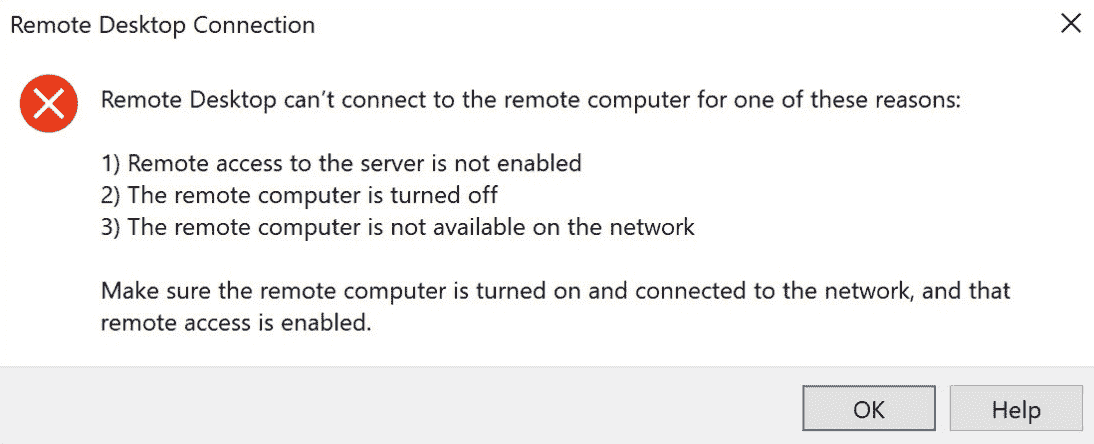 Remote Desktop Connection
Remote Desktop can’t connect to the remote computer for one of these reasons:
1) Remote access to the server is not enabled
2) The remote computer is turned off
3) The remote computer is not available on the network
Make sure the remote computer is turned on and connected to the network, and that
remote access is enabled.
OK
Help